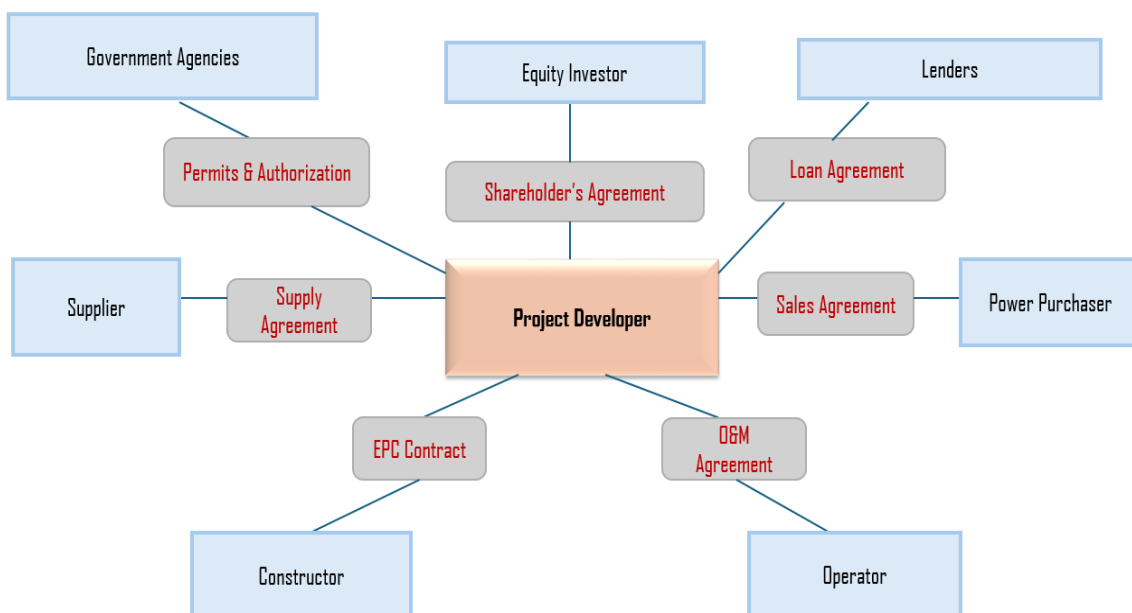 Government Agencies
Equity Investor
Lenders
Permits & Authorization
Shareholder's Agreement
Loan Agreement
Supplier
Supply
Agreement
Project Developer
Sales Agreement
Power Purchaser
EPC Contract
O&M
Agreement
Constructor
Operator